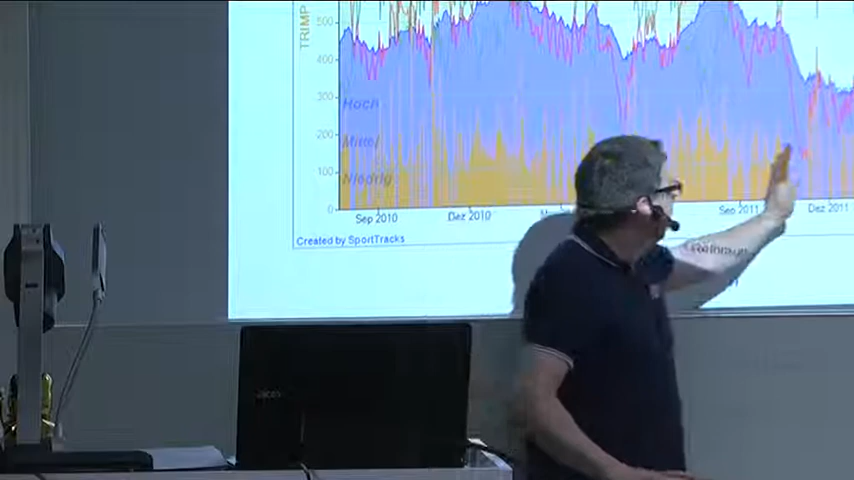 TRIMP
500
400
300
Hoch
200
Mittel
100
Niedrig
0
Sep 2010 Dez 2010 Sep 2011 Dez 2011
Created by SportTracks
acer